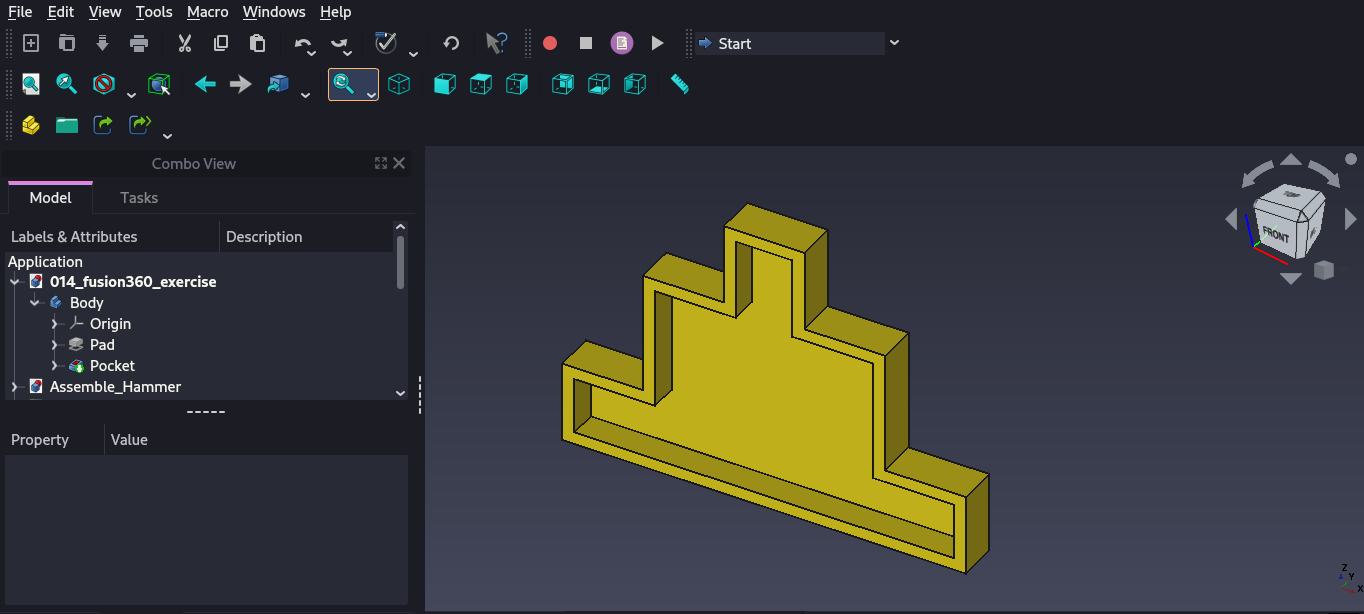 File Edit View Tools Macro Windows Help
Start
Combo View
Model Tasks
Labels & Attributes Description
Application
014_fusion360_exercise
Body
Origin
Pad
Pocket
Assemble_Hammer
Property Value
FRONT
Z
Y
X